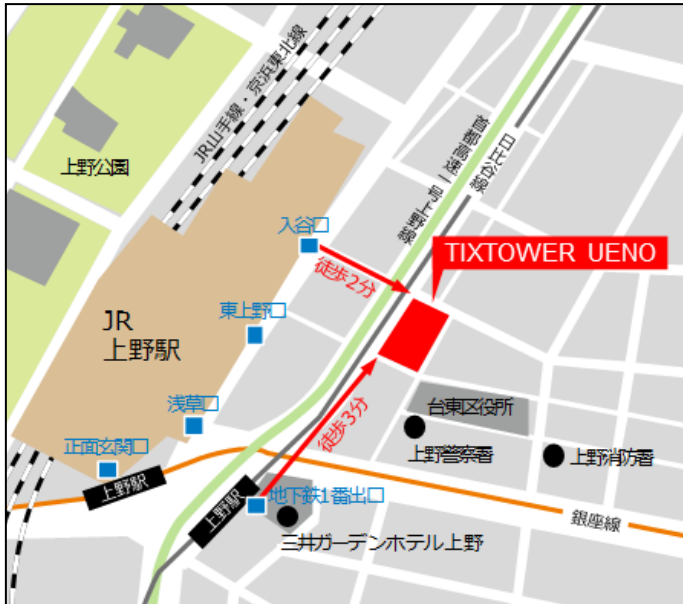 JR山手線・京浜東北線
上野公園
日比谷線
首都高速一号上野線
入谷口
徒歩2分
TIXTOWER UENO
東上野口
JR
上野駅
浅草口
徒歩3分
台東区役所
正面玄関口
上野警察署
上野消防署
上野駅
上野駅
地下鉄1番出口
銀座線
三井ガーデンホテル上野